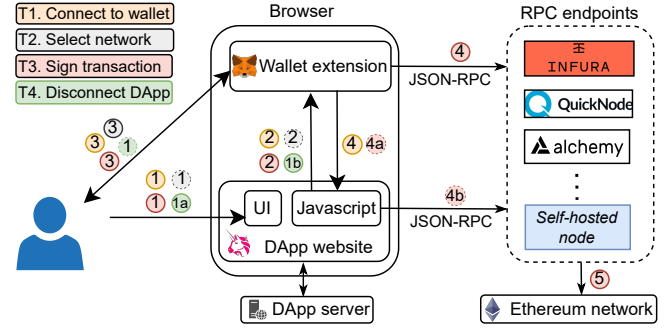 T1. Connect to wallet
T2. Select network
T3. Sign transaction
T4. Disconnect DApp
Browser
RPC endpoints
Wallet extension
4
JSON-RPC
INFURA
QuickNode
alchemy
3
3 1
3
2 2
2 1b
4 4a
1 1
1 1a
UI
Javascript
DApp website
4b
JSON-RPC
Self-hosted
node
5
DApp server
Ethereum network